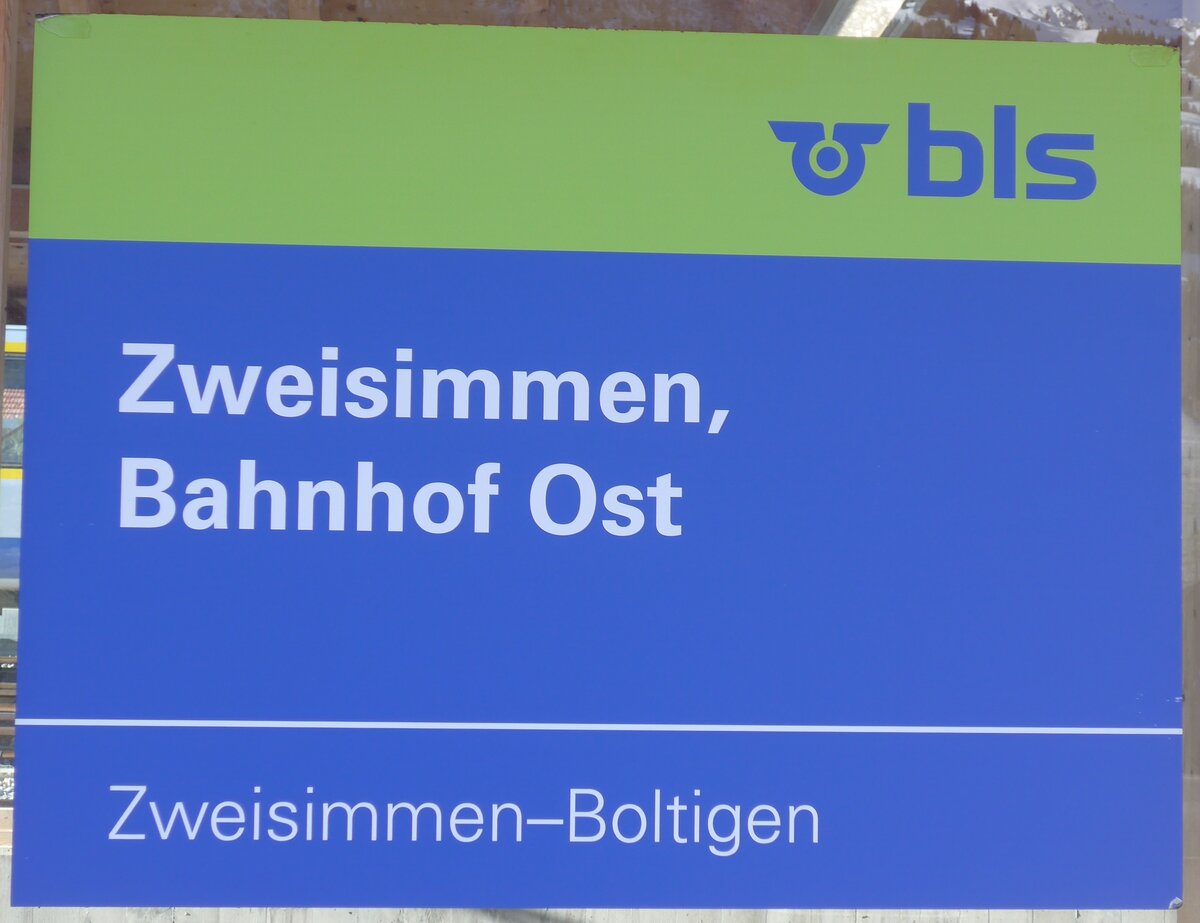 bls
Zweisimmen,
Bahnhof Ost
Zweisimmen–Boltigen